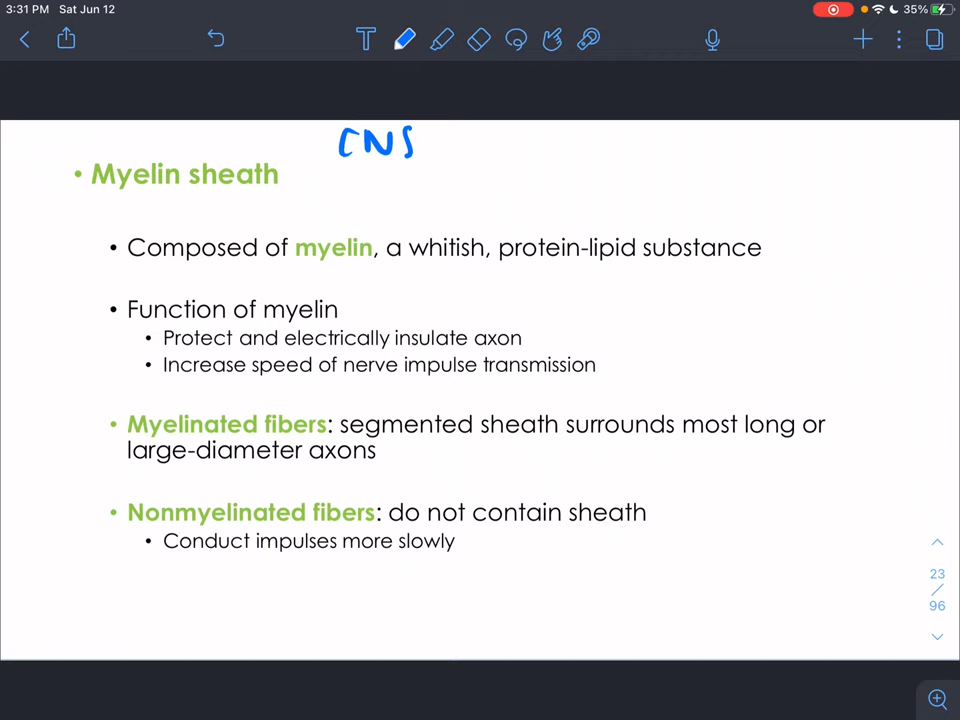 3:31 PM Sat Jun 12 35%
CNS
• Myelin sheath
• Composed of myelin, a whitish, protein-lipid substance
• Function of myelin
• Protect and electrically insulate axon
• Increase speed of nerve impulse transmission
• Myelinated fibers: segmented sheath surrounds most long or
large-diameter axons
• Nonmyelinated fibers: do not contain sheath
• Conduct impulses more slowly
23
/
96